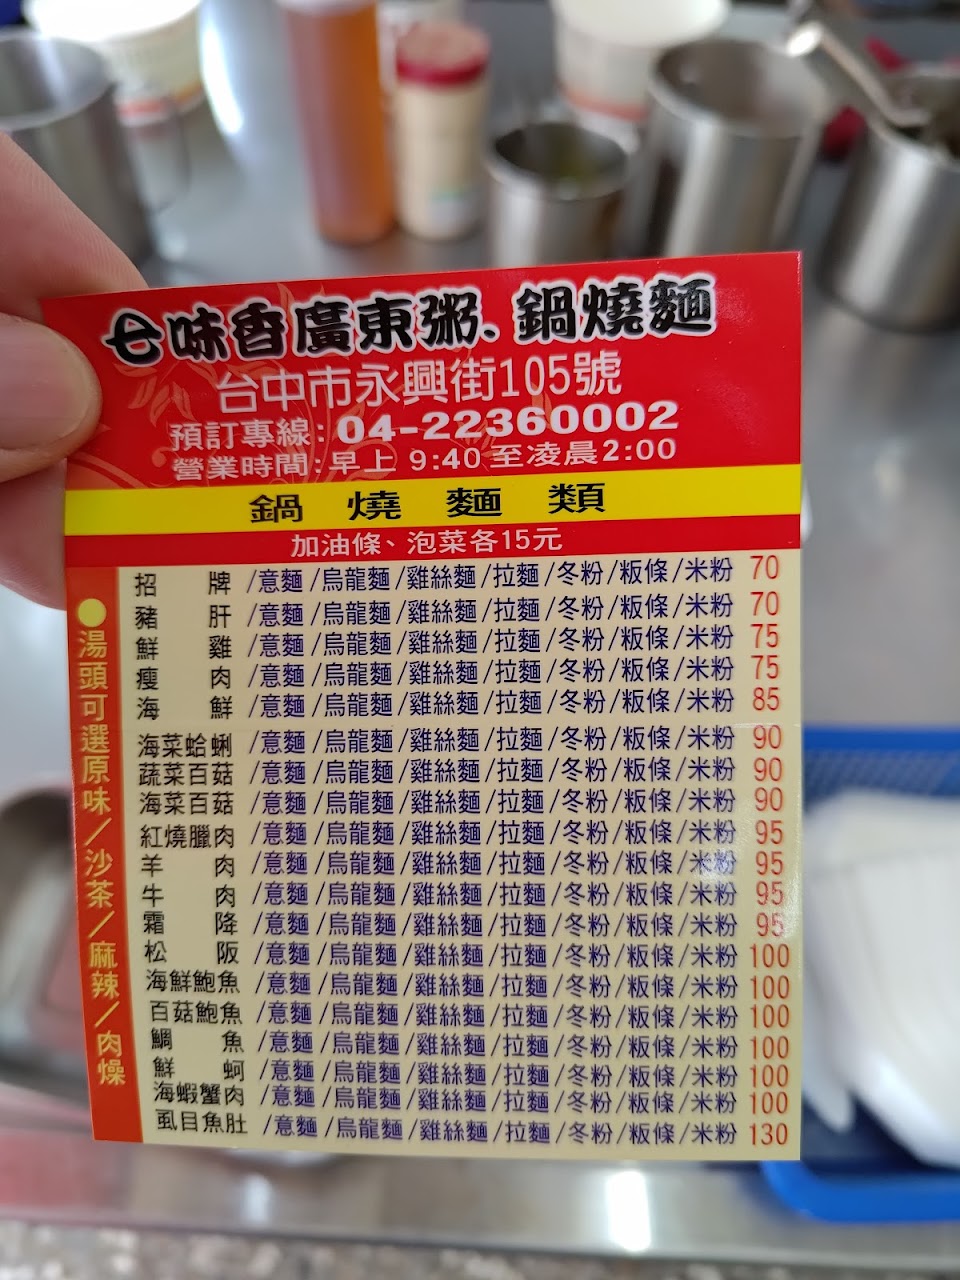 七味香廣東粥、鍋燒麵
台中市永興街105號
預訂專線:04-22360002
營業時間:早上 9:40 至凌晨2:00
鍋燒麵類
加油條、泡菜各15元
●湯頭可選原味/沙茶/麻辣/肉燥
招牌/意麵/烏龍麵/雞絲麵/拉麵/冬粉/粄條/米粉 70
豬肝/意麵/烏龍麵/雞絲麵/拉麵/冬粉/粄條/米粉 70
鮮雞/意麵/烏龍麵/雞絲麵/拉麵/冬粉/粄條/米粉 75
瘦肉/意麵/烏龍麵/雞絲麵/拉麵/冬粉/粄條/米粉 75
海鮮/意麵/烏龍麵/雞絲麵/拉麵/冬粉/粄條/米粉 85
海菜蛤蜊/意麵/烏龍麵/雞絲麵/拉麵/冬粉/粄條/米粉 90
蔬菜百菇/意麵/烏龍麵/雞絲麵/拉麵/冬粉/粄條/米粉 90
海菜百菇/意麵/烏龍麵/雞絲麵/拉麵/冬粉/粄條/米粉 90
紅燒臘肉/意麵/烏龍麵/雞絲麵/拉麵/冬粉/粄條/米粉 95
羊肉/意麵/烏龍麵/雞絲麵/拉麵/冬粉/粄條/米粉 95
牛肉/意麵/烏龍麵/雞絲麵/拉麵/冬粉/粄條/米粉 95
霜降/意麵/烏龍麵/雞絲麵/拉麵/冬粉/粄條/米粉 95
松阪/意麵/烏龍麵/雞絲麵/拉麵/冬粉/粄條/米粉 100
海鮮鮑魚/意麵/烏龍麵/雞絲麵/拉麵/冬粉/粄條/米粉 100
百菇鮑魚/意麵/烏龍麵/雞絲麵/拉麵/冬粉/粄條/米粉 100
鯛魚/意麵/烏龍麵/雞絲麵/拉麵/冬粉/粄條/米粉 100
鮮蚵/意麵/烏龍麵/雞絲麵/拉麵/冬粉/粄條/米粉 100
海蝦蟹肉/意麵/烏龍麵/雞絲麵/拉麵/冬粉/粄條/米粉 100
虱目魚肚/意麵/烏龍麵/雞絲麵/拉麵/冬粉/粄條/米粉 130